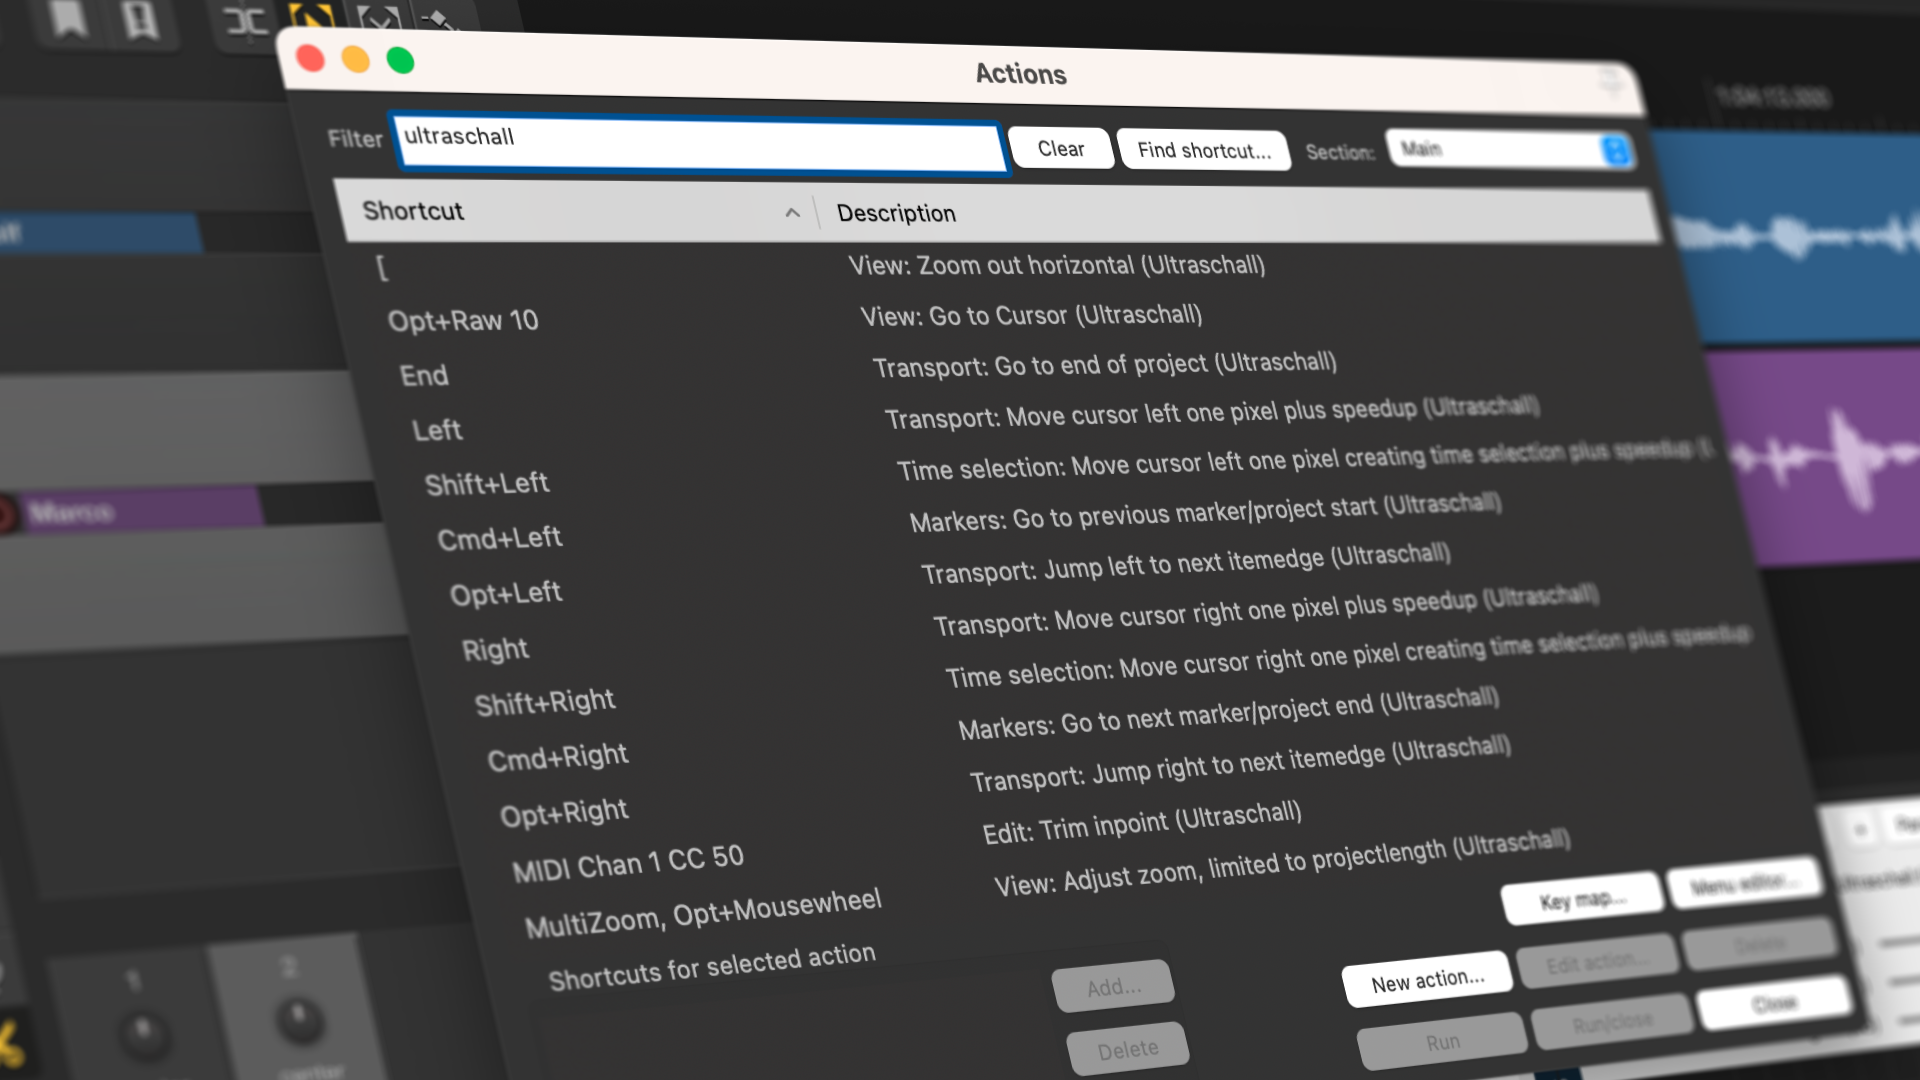 Actions
Filter
ultraschall
Clear
Find shortcut...
Section:
Main
Shortcut
Description
[
View: Zoom out horizontal (Ultraschall)
Opt+Raw 10
View: Go to Cursor (Ultraschall)
End
Transport: Go to end of project (Ultraschall)
Left
Transport: Move cursor left one pixel plus speedup (Ultraschall)
Shift+Left
Time selection: Move cursor left one pixel creating time selection plus speedup
Cmd+Left
Markers: Go to previous marker/project start (Ultraschall)
Opt+Left
Transport: Jump left to next itemedge (Ultraschall)
Right
Transport: Move cursor right one pixel plus speedup (Ultraschall)
Shift+Right
Time selection: Move cursor right one pixel creating time selection plus speedup
Cmd+Right
Markers: Go to next marker/project end (Ultraschall)
Opt+Right
Transport: Jump right to next itemedge (Ultraschall)
MIDI Chan 1 CC 50
Edit: Trim inpoint (Ultraschall)
MultiZoom, Opt+Mousewheel
View: Adjust zoom, limited to projectlength (Ultraschall)
Shortcuts for selected action
Key map...
Menu editor...
Add...
New action...
Edit action...
Delete
Delete
Run
Run/close
Close
Marco
1
2